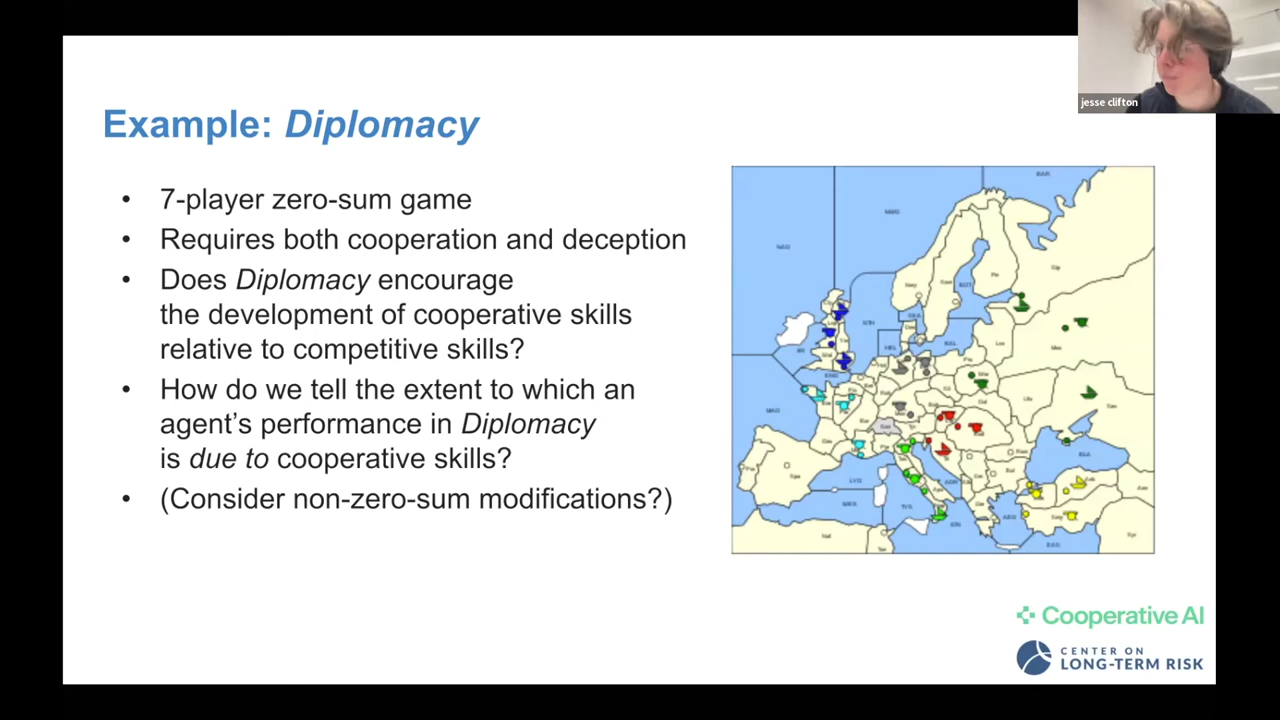 jesse clifton
Example: Diplomacy
• 7-player zero-sum game
• Requires both cooperation and deception
• Does Diplomacy encourage
the development of cooperative skills
relative to competitive skills?
• How do we tell the extent to which an
agent's performance in Diplomacy
is due to cooperative skills?
• (Consider non-zero-sum modifications?)
Cooperative AI
CENTER ON
LONG-TERM RISK